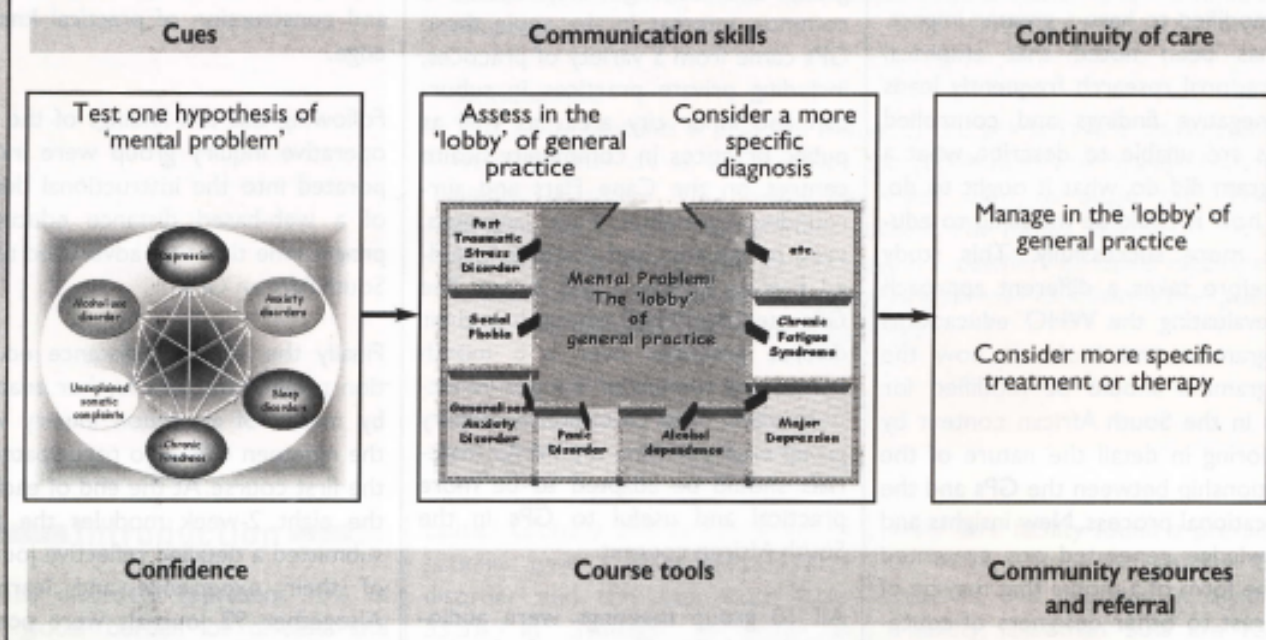 Cues
Communication skills
Continuity of care
Test one hypothesis of
'mental problem'
Depression
Alcohol use
disorder
Anxiety
disorders
Unexplained
somatic
complaints
Sleep
disorders
Chronic
tiredness
Assess in the
'lobby' of general
practice
Consider a more
specific
diagnosis
Post
Traumatic
Stress
Disorder
Social
Phobia
Generalised
Anxiety
Disorder
Panic
Disorder
Alcohol
dependence
Mental Problem:
The 'lobby'
of
general practice
etc
Chronic
Fatigue
Syndrome
Major
Depression
Manage in the 'lobby' of
general practice
Consider more specific
treatment or therapy
Confidence
Course tools
Community resources
and referral